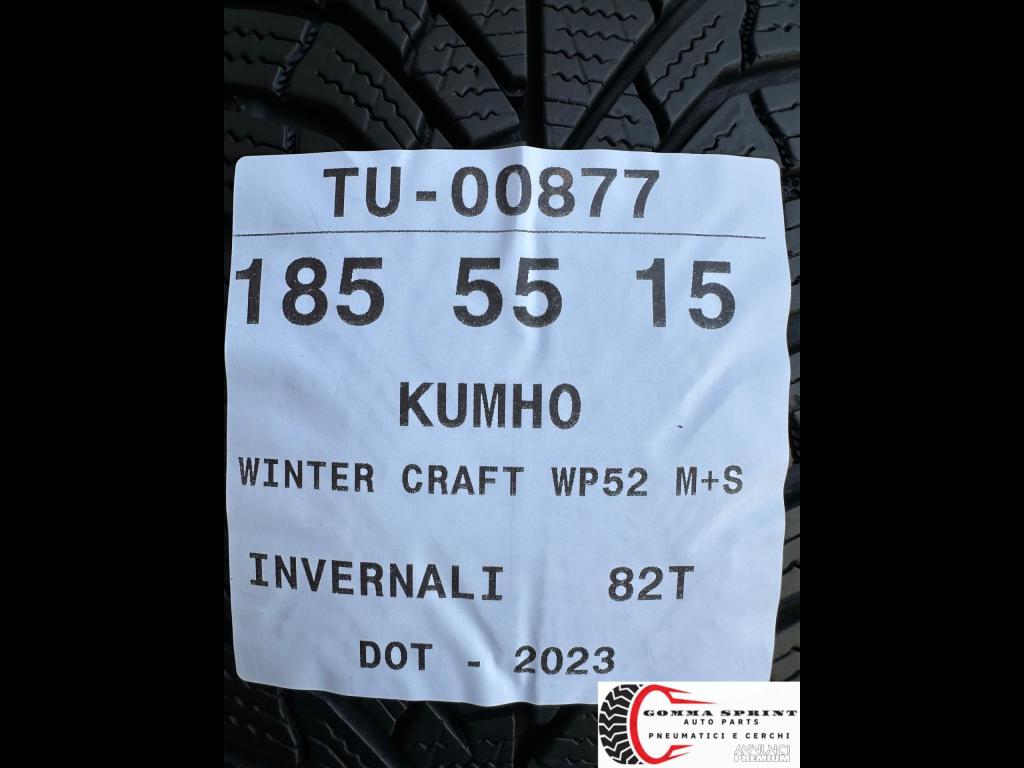 TU-00877
185 55 15
KUMHO
WINTER CRAFT WP52 M+S
INVERNALI 82T
DOT - 2023
GOMMA SPRINT
AUTO PARTS
PNEUMATICI E CERCHI
ANNUNCI
PREMIUM